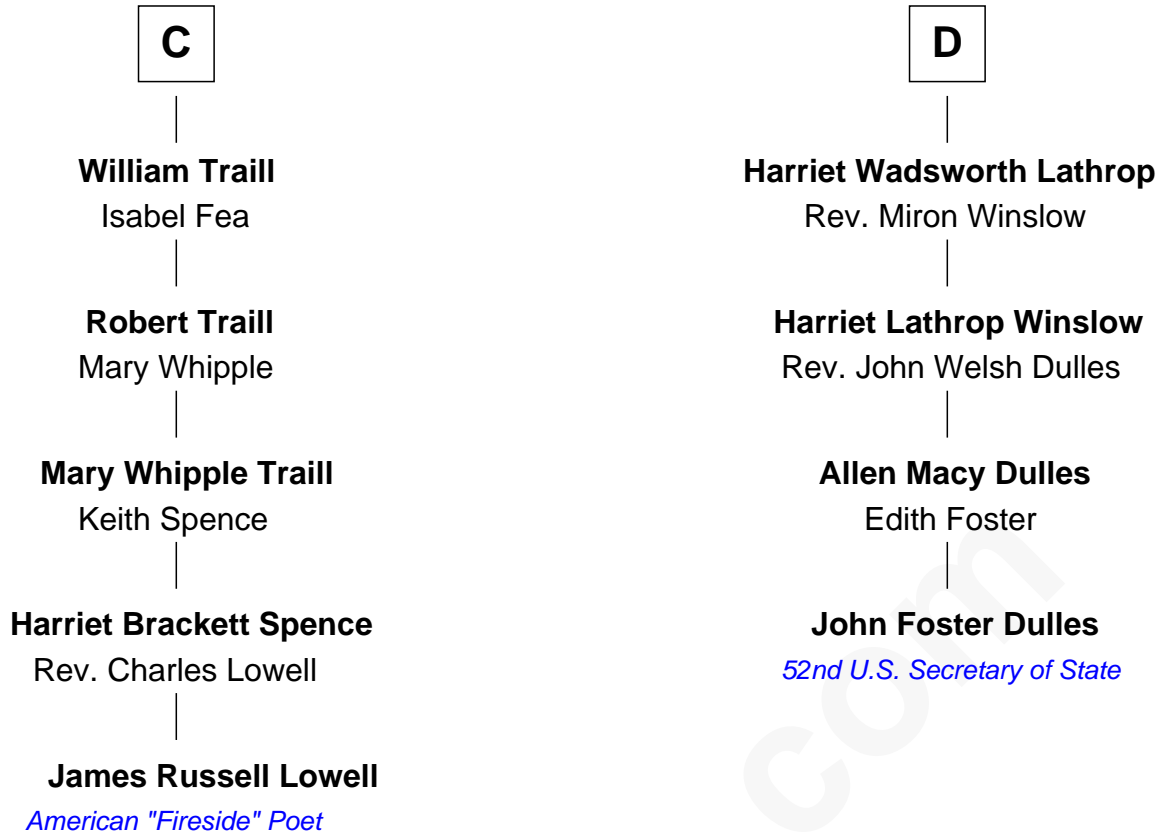 C
William Traill
Isabel Fea
Robert Traill
Mary Whipple
Mary Whipple Traill
Keith Spence
Harriet Brackett Spence
Rev. Charles Lowell
James Russell Lowell
American "Fireside" Poet
D
Harriet Wadsworth Lathrop
Rev. Miron Winslow
Harriet Lathrop Winslow
Rev. John Welsh Dulles
Allen Macy Dulles
Edith Foster
John Foster Dulles
52nd U.S. Secretary of State
com